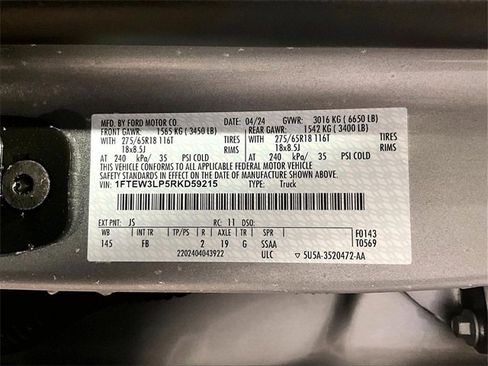 MFD. BY FORD MOTOR CO. 04/24 GVWR: 3016 KG (6650 LB)
FRONT GAWR: 1565 KG (3450 LB) REAR GAWR: 1542 KG (3400 LB)
WITH 275/65R18 116T TIRES WITH 275/65R18 116T TIRES
18x8.5J RIMS 18x8.5J RIMS
AT 240 kPa/ 35 PSI COLD AT 240 kPa/ 35 PSI COLD
THIS VEHICLE CONFORMS TO ALL APPLICABLE FEDERAL MOTOR VEHICLE
SAFETY STANDARDS IN EFFECT ON THE DATE OF MANUFACTURE SHOWN ABOVE.
VIN: 1FTEW3LP5RKD59215 TYPE: Truck
EXT PNT: JS RC: 11 DSO: F0143
WB INT TR TP/PS R AXLE TR SPR T0569
145 FB 2 19 G SSAA
2202404043922 ULC ▽ 5U5A-3520472-AA